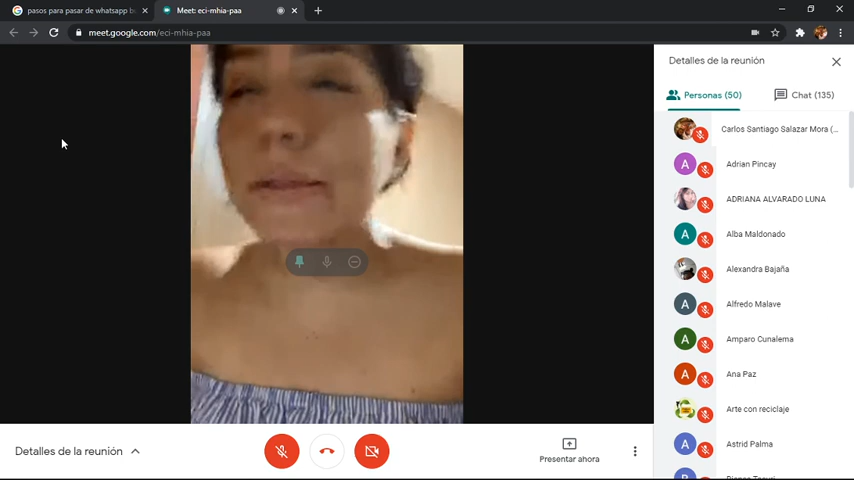 pasos para pasar de whatsapp bu
Meet: eci-mhia-paa
meet.google.com/eci-mhia-paa
Detalles de la reunión
Personas (50)
Chat (135)
Carlos Santiago Salazar Mora (...
A
Adrian Pincay
ADRIANA ALVARADO LUNA
A
Alba Maldonado
Alexandra Bajaña
A
Alfredo Malave
A
Amparo Cunalema
A
Ana Paz
Arte con reciclaje
A
Astrid Palma
Detalles de la reunión
Presentar ahora